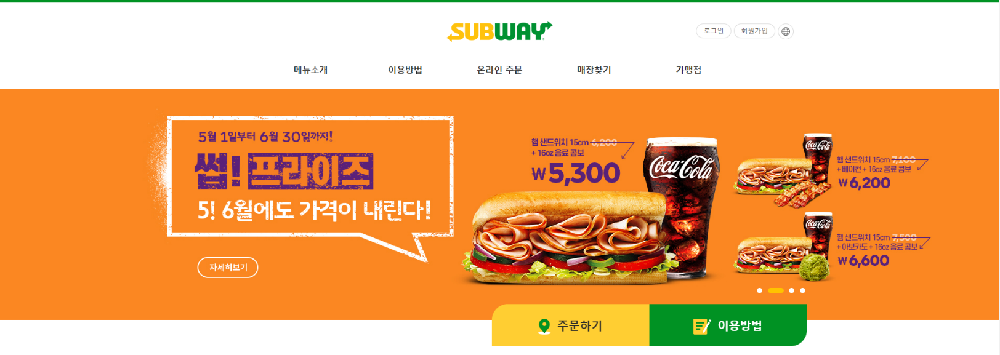 SUBWAY
로그인
회원가입
메뉴소개
이용방법
온라인 주문
매장찾기
가맹점
5월 1일부터 6월 30일까지!
썹! 프라이즈
5! 6월에도 가격이 내린다!
자세히보기
햄 샌드위치 15cm 6,200
+ 16oz 음료 콤보
₩5,300
Coca-Cola
Coca-Cola
햄 샌드위치 15cm 7,100
+ 베이컨 + 16oz 음료 콤보
₩6,200
Coca-Cola
햄 샌드위치 15cm 7,500
+ 아보카도 + 16oz 음료 콤보
₩6,600
주문하기
이용방법